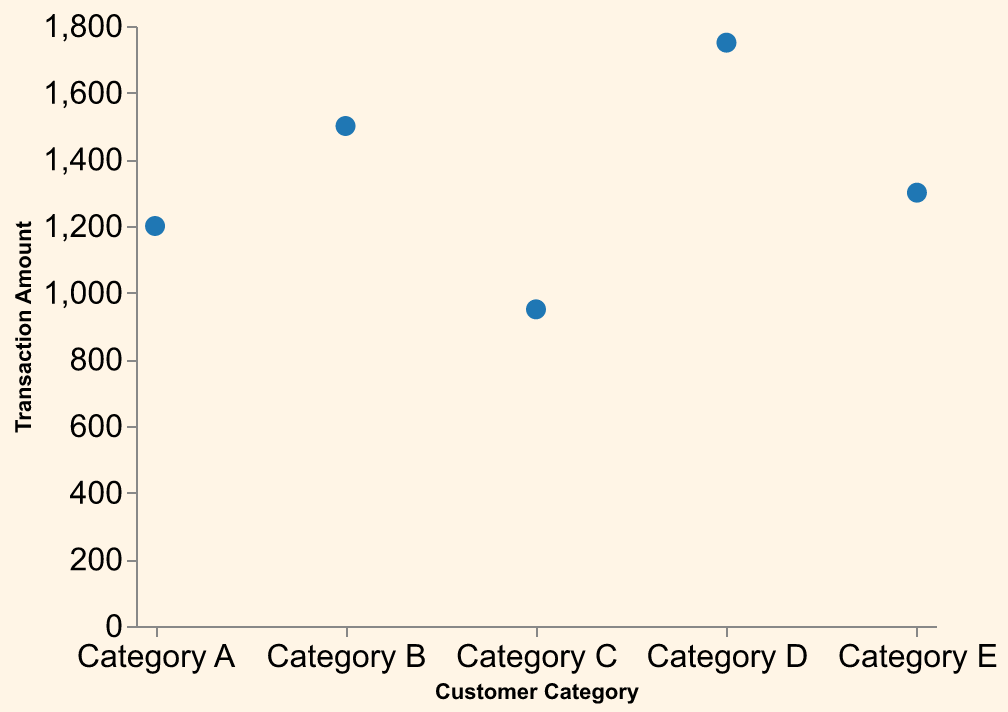 1,800
1,600
1,400
1,200
1,000
800
600
400
200
0
Transaction Amount
Category A
Category B
Category C
Category D
Category E
Customer Category